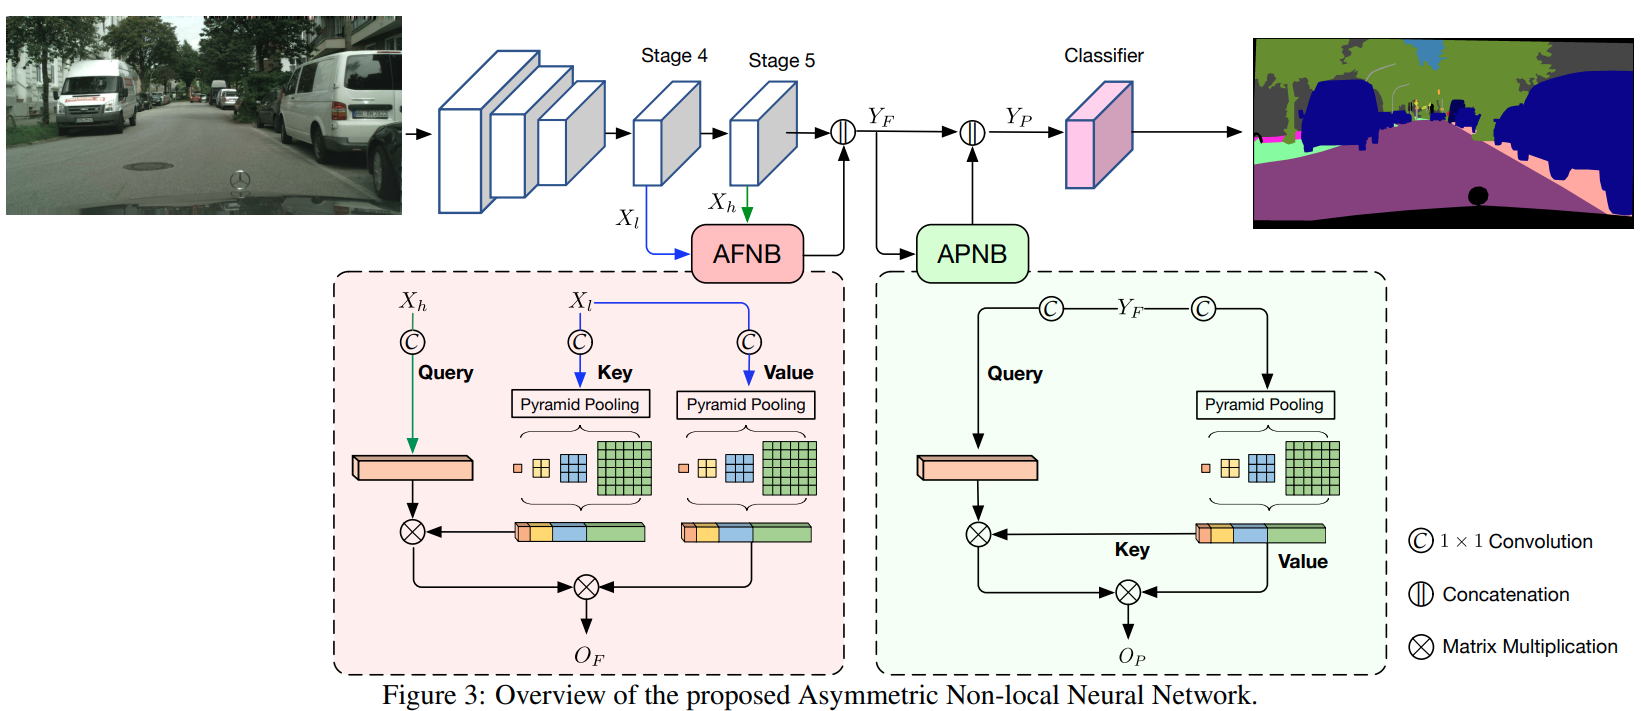 Stage 4
Stage 5
Classifier
Y_F
Y_P
X_l
X_h
AFNB
APNB
X_h
X_l
C
C
C
Query
Key
Value
Pyramid Pooling
Pyramid Pooling
O_F
C
Y_F
C
Query
Pyramid Pooling
Key
Value
O_P
C 1 × 1 Convolution
Concatenation
Matrix Multiplication
Figure 3: Overview of the proposed Asymmetric Non-local Neural Network.